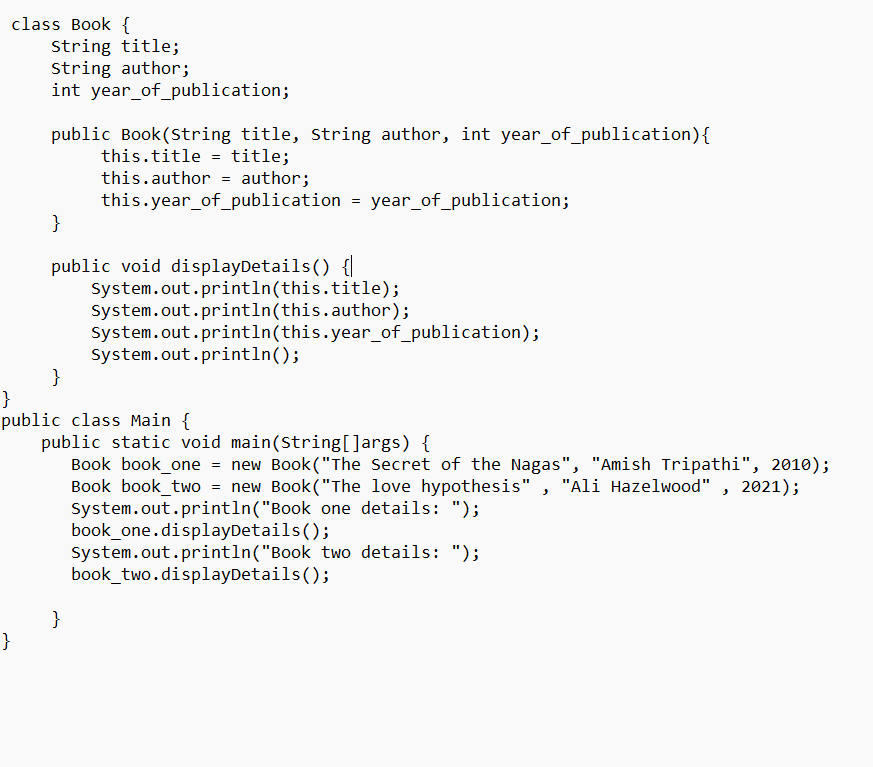 class Book {
String title;
String author;
int year_of_publication;
public Book(String title, String author, int year_of_publication){
this.title = title;
this.author = author;
this.year_of_publication = year_of_publication;
}
public void displayDetails() {
System.out.println(this.title);
System.out.println(this.author);
System.out.println(this.year_of_publication);
System.out.println();
}
}
public class Main {
public static void main(String[]args) {
Book book_one = new Book("The Secret of the Nagas", "Amish Tripathi", 2010);
Book book_two = new Book("The love hypothesis" , "Ali Hazelwood" , 2021);
System.out.println("Book one details: ");
book_one.displayDetails();
System.out.println("Book two details: ");
book_two.displayDetails();
}
}